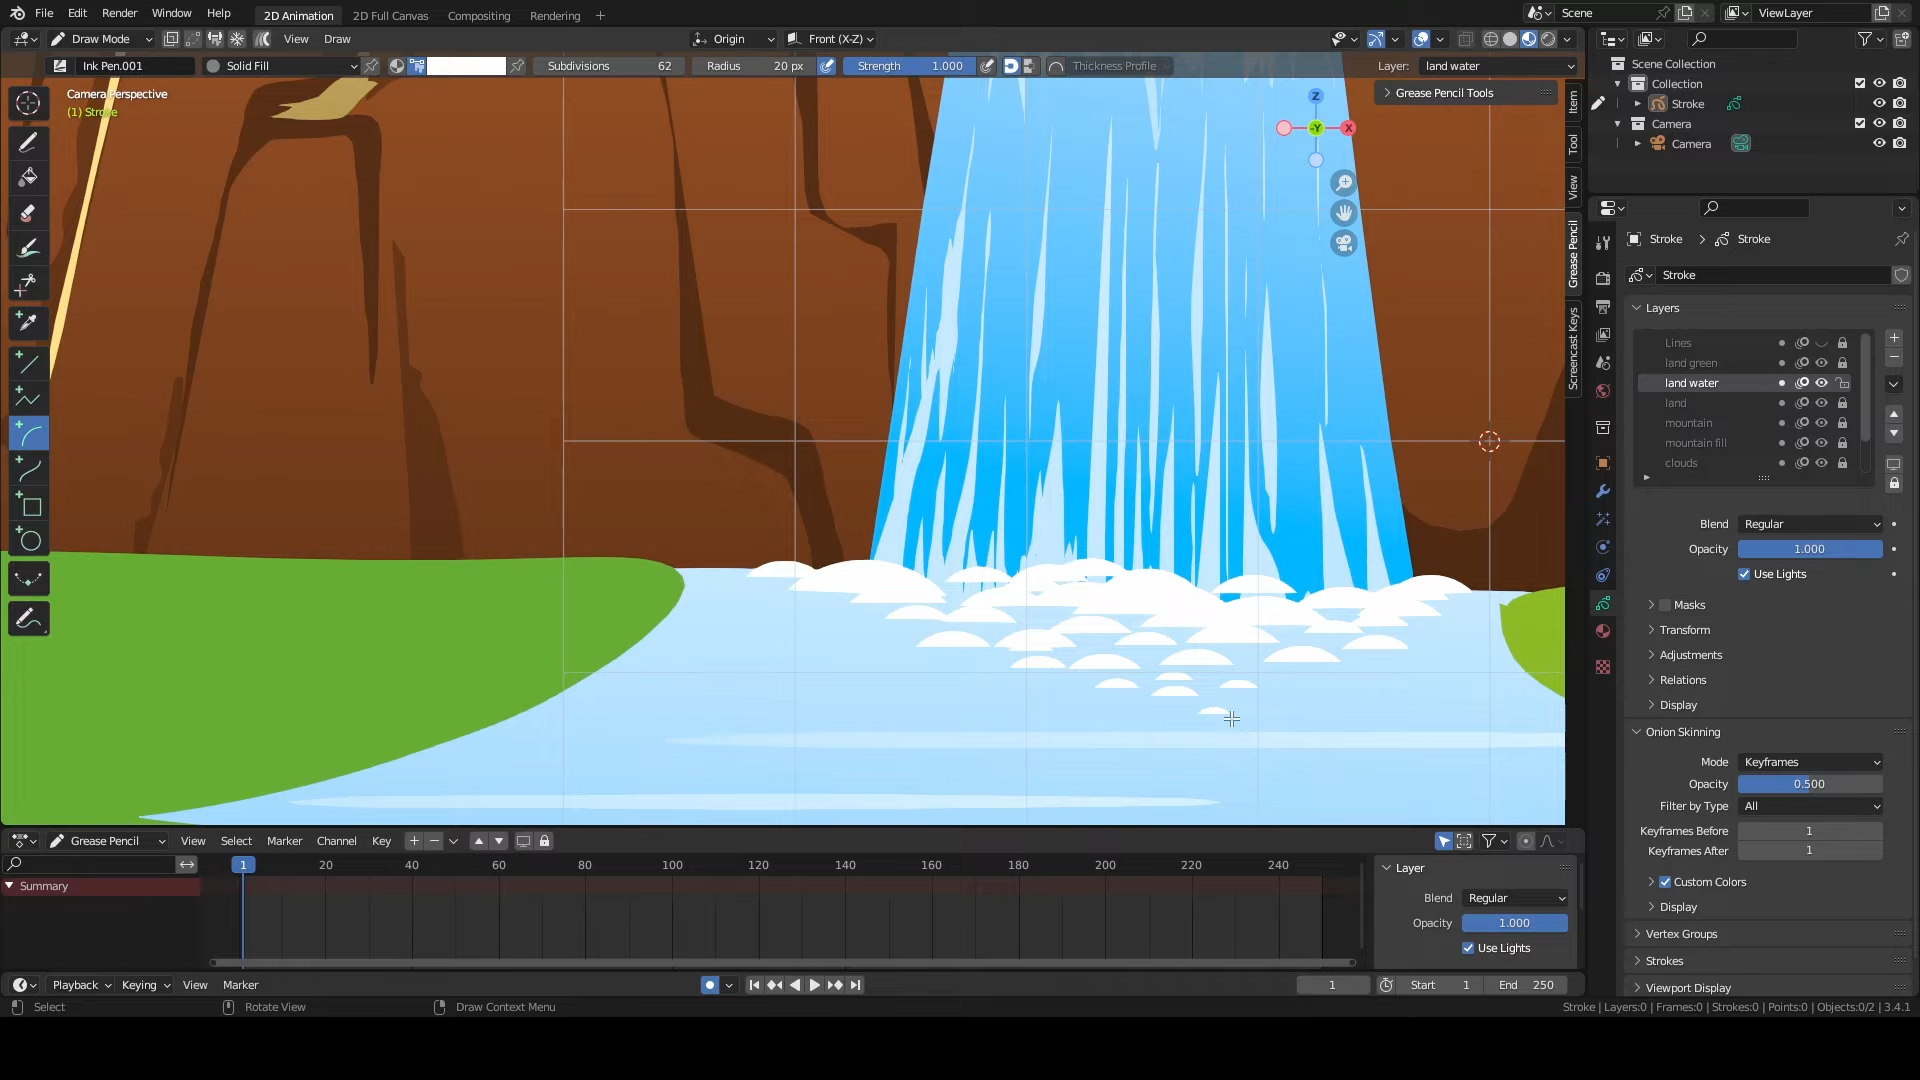 File Edit Render Window Help 2D Animation 2D Full Canvas Compositing Rendering + Scene ViewLayer
Draw Mode View Draw Origin Front (X-Z)
Ink Pen.001 Solid Fill Subdivisions 62 Radius 20 px Strength 1.000 Thickness Profile Layer: land water
Camera Perspective
(1) Stroke
Grease Pencil Tools
Z
-Y X
Item
Tool
View
Grease Pencil
Screencast Keys
Scene Collection
Collection
Stroke
Camera
Camera
Stroke > Stroke
Stroke
Layers
Lines
land green
land water
land
mountain
mountain fill
clouds
Blend Regular
Opacity 1.000
Use Lights
Masks
Transform
Adjustments
Relations
Display
Onion Skinning
Mode Keyframes
Opacity 0.500
Filter by Type All
Keyframes Before 1
Keyframes After 1
Custom Colors
Display
Vertex Groups
Strokes
Viewport Display
Grease Pencil View Select Marker Channel Key
1 20 40 60 80 100 120 140 160 180 200 220 240
Summary
Layer
Blend Regular
Opacity 1.000
Use Lights
Playback Keying View Marker 1 Start 1 End 250
Select Rotate View Draw Context Menu Stroke | Layers:0 | Frames:0 | Strokes:0 | Points:0 | Objects:0/2 | 3.4.1